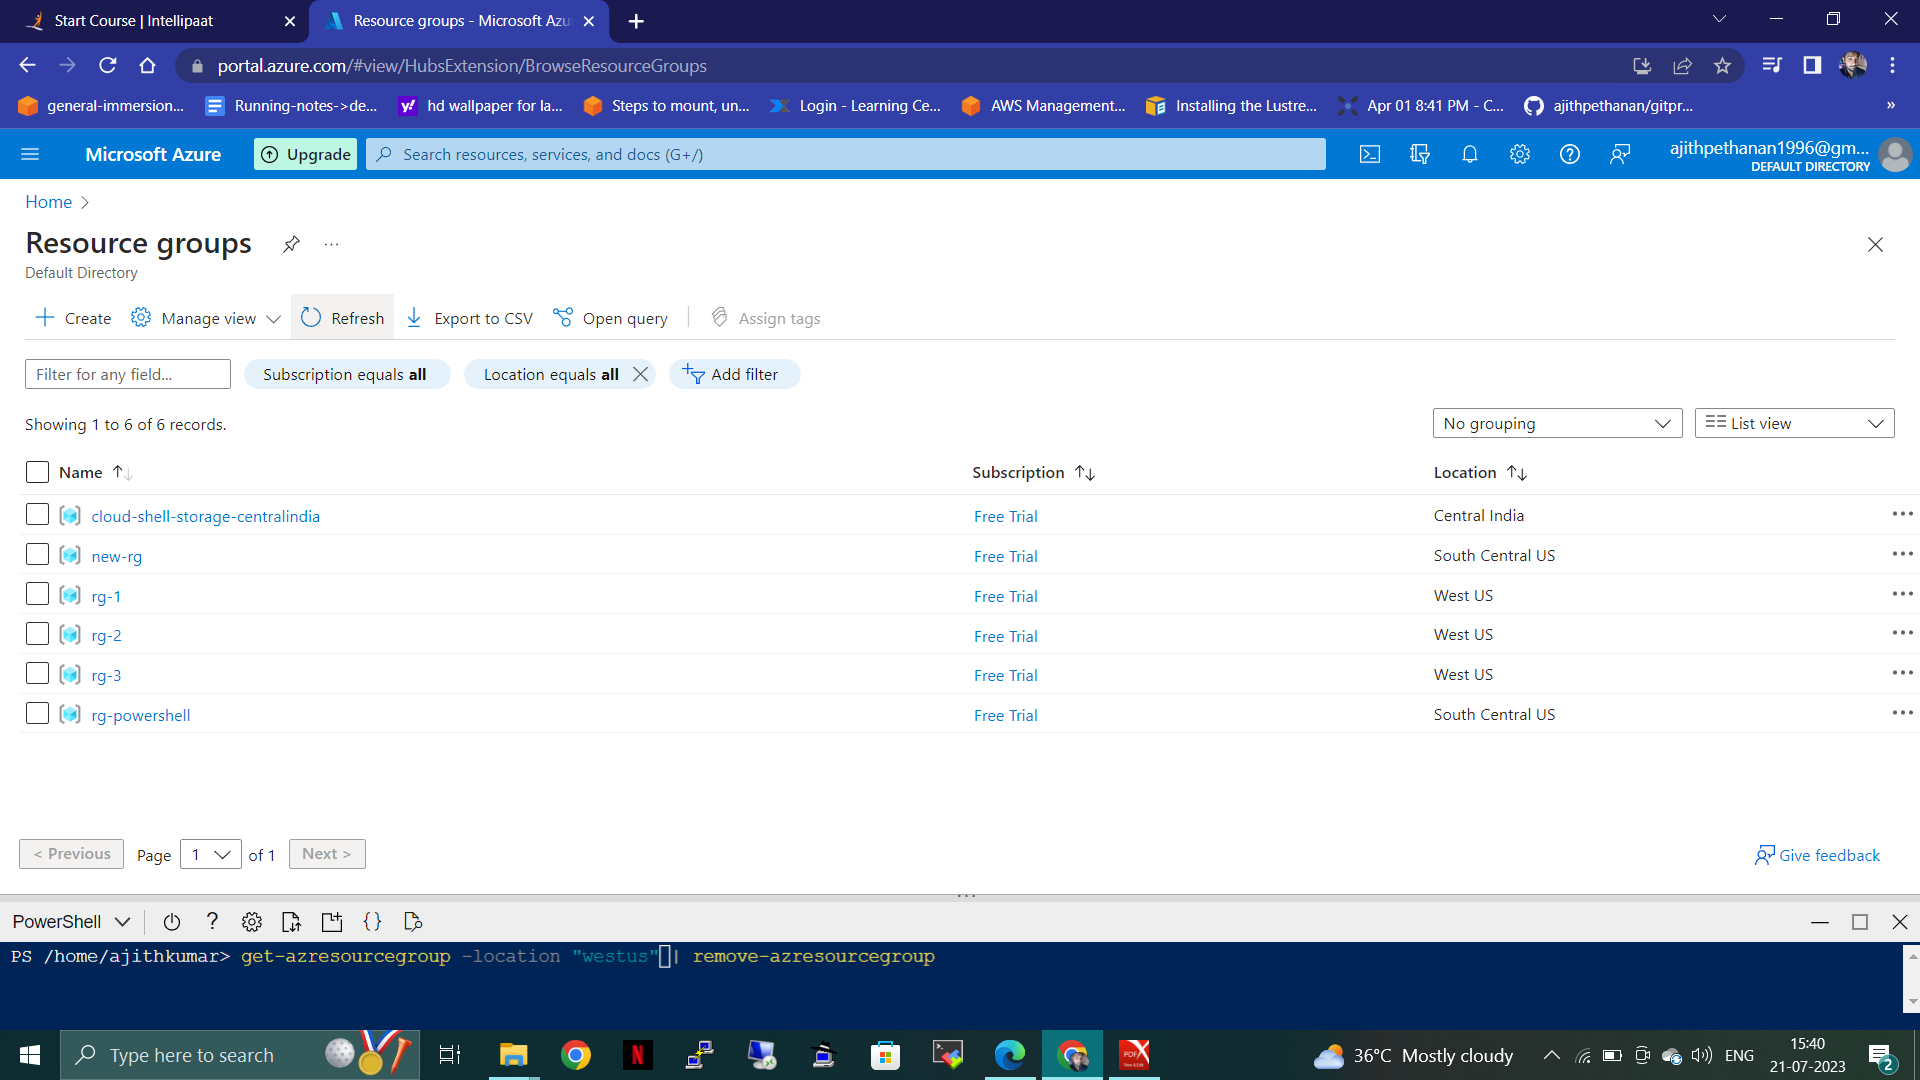 Start Course | Intellipaat
Resource groups - Microsoft Azu
portal.azure.com/#view/HubsExtension/BrowseResourceGroups
general-immersion...
Running-notes->de...
hd wallpaper for la...
Steps to mount, un...
Login - Learning Ce...
AWS Management...
Installing the Lustre...
Apr 01 8:41 PM - C...
ajithpethanan/gitpr...
»
Microsoft Azure
Upgrade
Search resources, services, and docs (G+/)
ajithpethanan1996@gm...
DEFAULT DIRECTORY
Home >
Resource groups
...
Default Directory
Create
Manage view
Refresh
Export to CSV
Open query
Assign tags
Filter for any field...
Subscription equals all
Location equals all
Add filter
Showing 1 to 6 of 6 records.
No grouping
List view
Name
Subscription
Location
cloud-shell-storage-centralindia Free Trial Central India
new-rg Free Trial South Central US
rg-1 Free Trial West US
rg-2 Free Trial West US
rg-3 Free Trial West US
rg-powershell Free Trial South Central US
< Previous
Page 1 of 1
Next >
Give feedback
PowerShell
?
{}
PS /home/ajithkumar> get-azresourcegroup -location "westus"| remove-azresourcegroup
Type here to search
N
PDF
36°C Mostly cloudy
ENG
15:40
21-07-2023
2